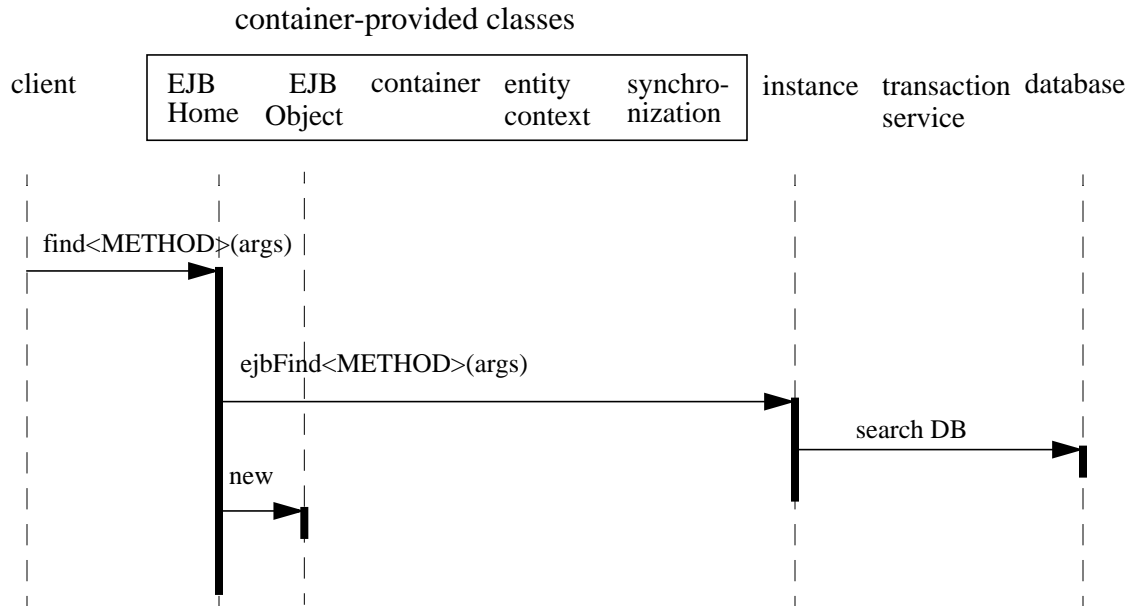 container-provided classes
client
EJB
Home
EJB
Object
container
entity
context
synchro-
nization
instance
transaction
service
database
find<METHOD>(args)
ejbFind<METHOD>(args)
search DB
new